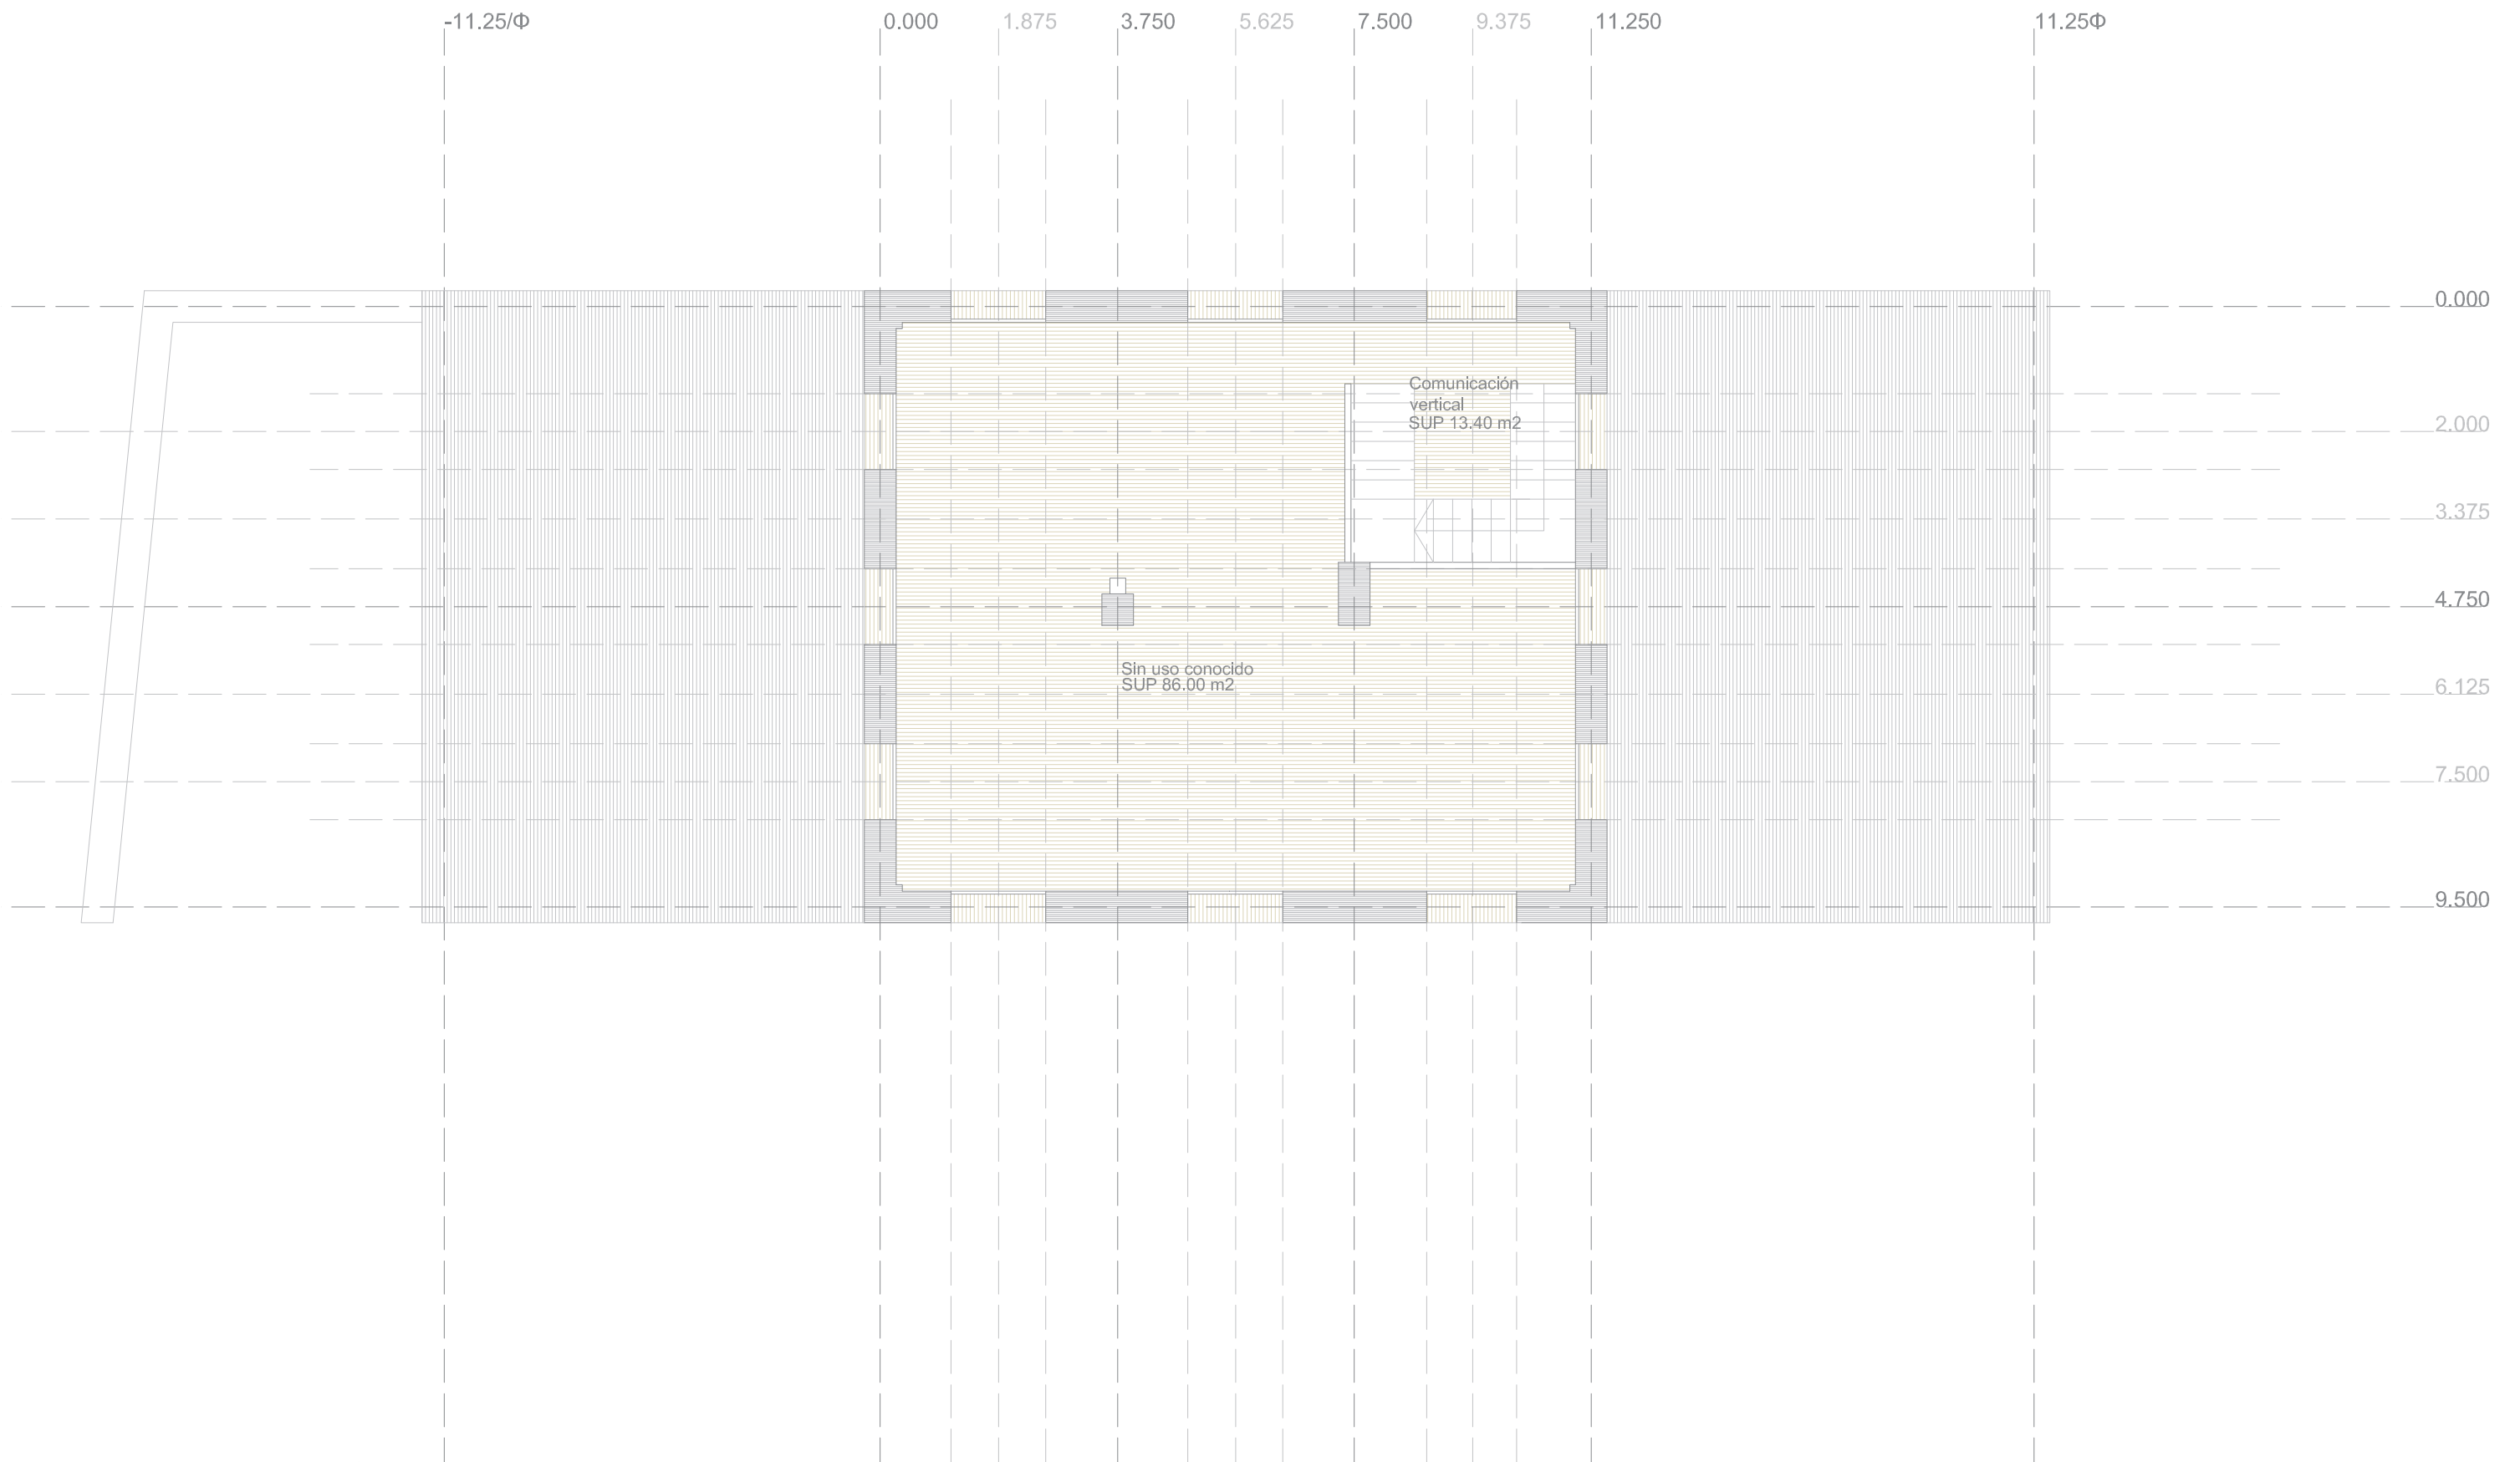 -11.25/Φ
0.000
1.875
3.750
5.625
7.500
9.375
11.250
11.25Φ
0.000
Comunicación
vertical
SUP 13.40 m2
2.000
3.375
4.750
Sin uso conocido
SUP 86.00 m2
6.125
7.500
9.500